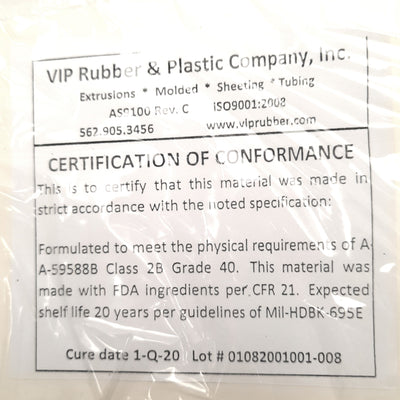 VIP Rubber & Plastic Company, Inc.
Extrusions * Molded * Sheeting * Tubing
AS9100 Rev. C ISO9001:2008
562.905.3456 www.viprubber.com
CERTIFICATION OF CONFORMANCE
This is to certify that this material was made in
strict accordance with the noted specification:
Formulated to meet the physical requirements of A-
A-59588B Class 2B Grade 40. This material was
made with FDA ingredients per CFR 21. Expected
shelf life 20 years per guidelines of Mil-HDBK-695E
Cure date 1-Q-20 Lot # 01082001001-008